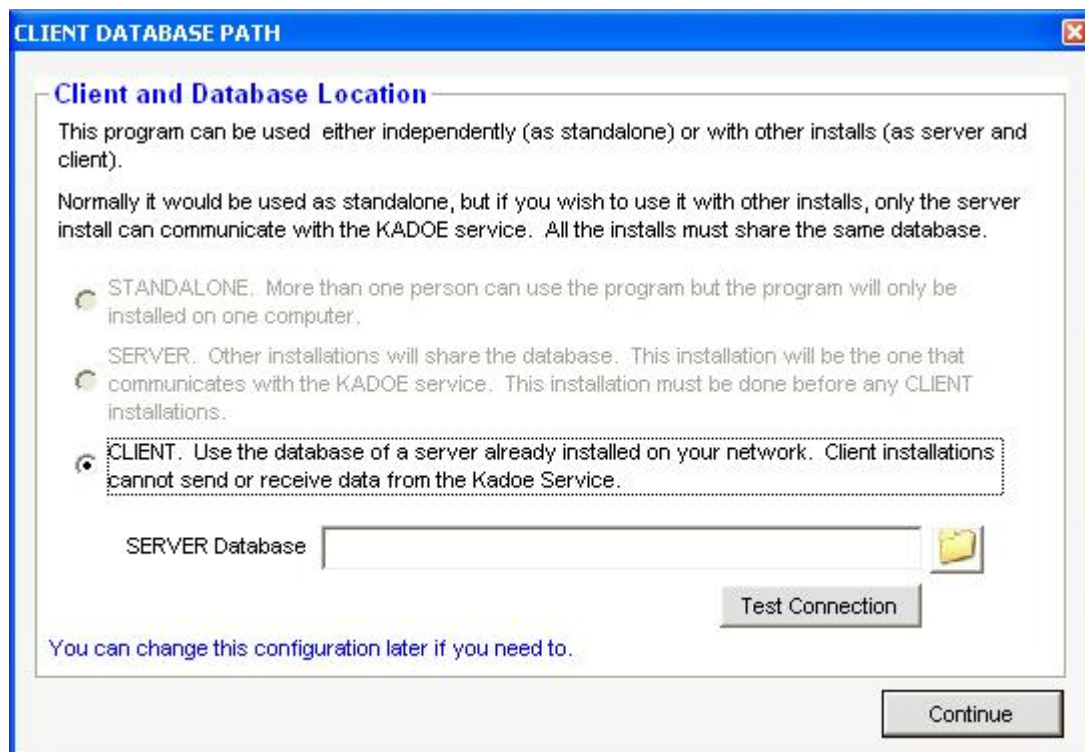 CLIENT DATABASE PATH
Client and Database Location
This program can be used  either independently (as standalone) or with other installs (as server and
client).
Normally it would be used as standalone, but if you wish to use it with other installs, only the server
install can communicate with the KADOE service.  All the installs must share the same database.
STANDALONE.  More than one person can use the program but the program will only be
installed on one computer.
SERVER.  Other installations will share the database.  This installation will be the one that
communicates with the KADOE service.  This installation must be done before any CLIENT
installations.
CLIENT.  Use the database of a server already installed on your network.  Client installations
cannot send or receive data from the Kadoe Service.
SERVER Database
Test Connection
You can change this configuration later if you need to.
Continue